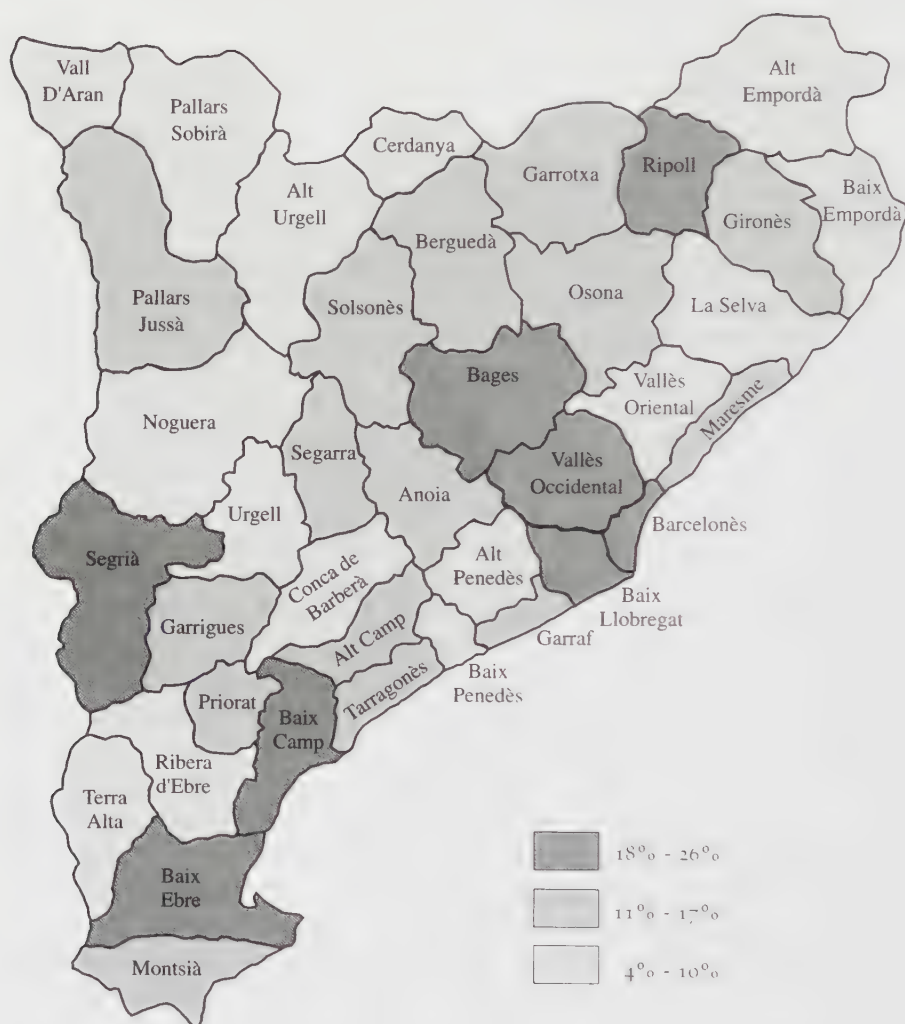 Vall
D'Aran
Pallars
Sobirà
Alt
Empordà
Cerdanya
Garrotxa
Ripoll
Alt
Urgell
Baix
Empordà
Gironès
Berguedà
Pallars
Jussà
Solsonès
Osona
La Selva
Bages
Vallès
Oriental
Maresme
Noguera
Segarra
Vallès
Occidental
Anoia
Urgell
Barcelonès
Segrià
Alt
Penedès
Conca de
Barberà
Baix
Llobregat
Garrigues
Alt Camp
Garraf
Baix
Penedès
Tarragonès
Priorat
Baix
Camp
Ribera
d'Ebre
Terra
Alta
Baix
Ebre
Montsià
18% - 26%
11% - 17%
4% - 10%